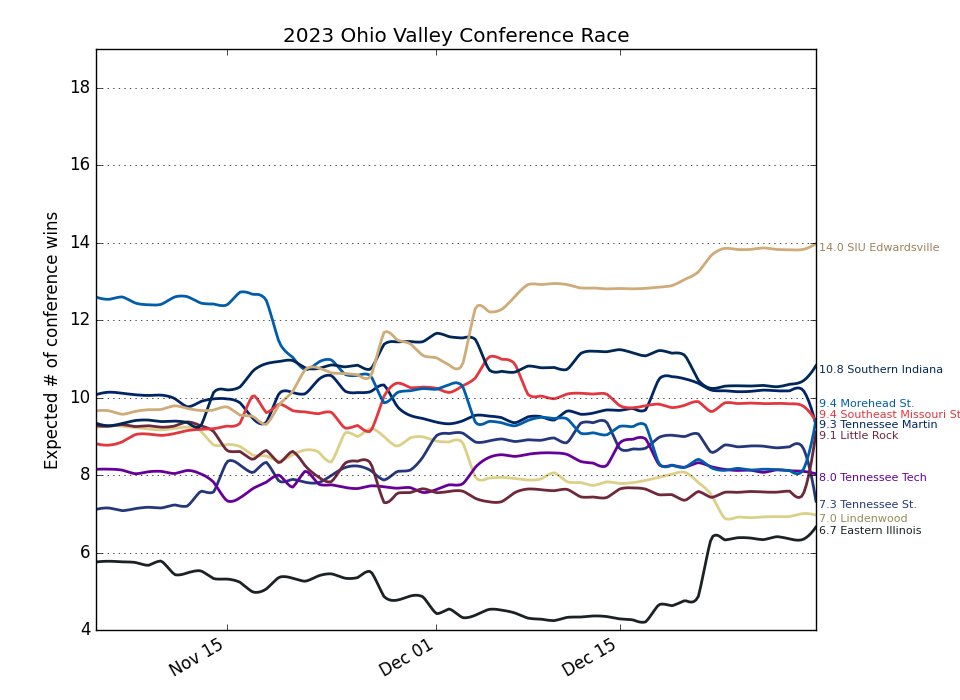 2023 Ohio Valley Conference Race
Expected # of conference wins
18
16
14
12
10
8
6
4
Nov 15
Dec 01
Dec 15
14.0 SIU Edwardsville
10.8 Southern Indiana
9.4 Morehead St.
9.4 Southeast Missouri St
9.3 Tennessee Martin
9.1 Little Rock
8.0 Tennessee Tech
7.3 Tennessee St.
7.0 Lindenwood
6.7 Eastern Illinois